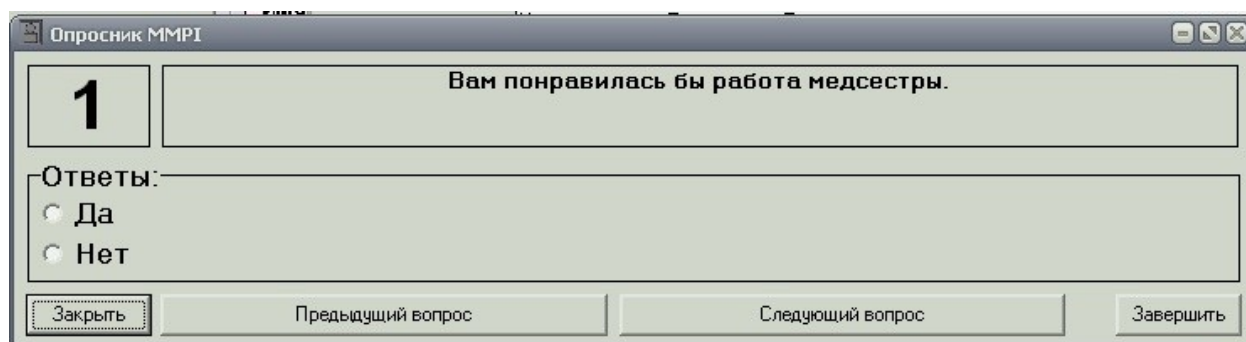 Опросник MMPI
1
Вам понравилась бы работа медсестры.
Ответы:
Да
Нет
Закрыть
Предыдущий вопрос
Следующий вопрос
Завершить